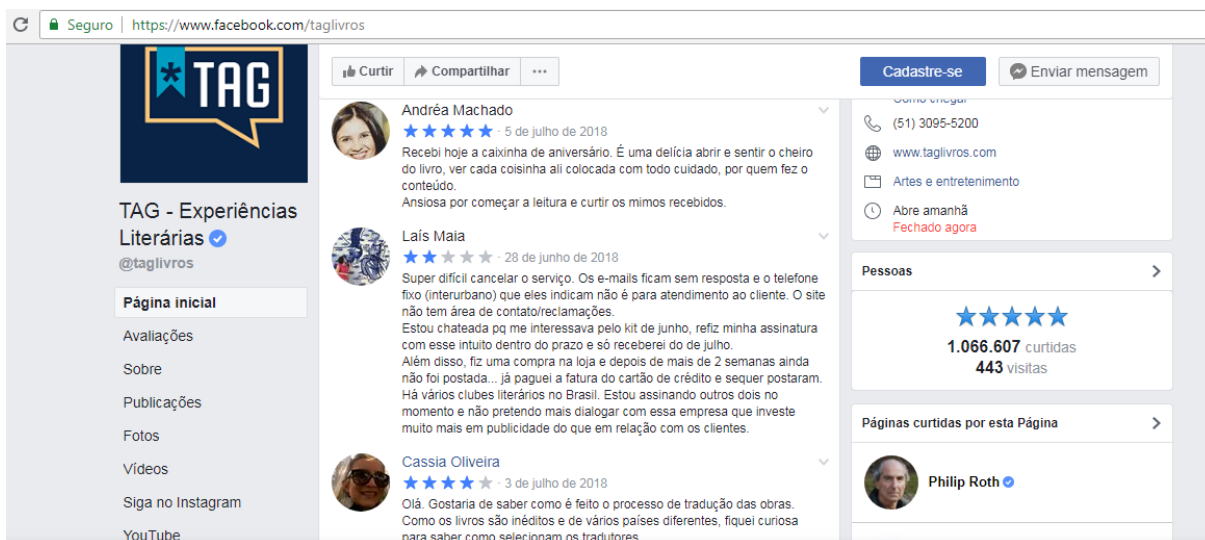 Seguro | https://www.facebook.com/taglivros
TAG
TAG - Experiências
Literárias
@taglivros
Página inicial
Avaliações
Sobre
Publicações
Fotos
Vídeos
Siga no Instagram
YouTube
Curtir
Compartilhar
...
Cadastre-se
Enviar mensagem
Andréa Machado
· 5 de julho de 2018
Recebi hoje a caixinha de aniversário. É uma delícia abrir e sentir o cheiro
do livro, ver cada coisinha ali colocada com todo cuidado, por quem fez o
conteúdo.
Ansiosa por começar a leitura e curtir os mimos recebidos.
Laís Maia
· 28 de junho de 2018
Super difícil cancelar o serviço. Os e-mails ficam sem resposta e o telefone
fixo (interurbano) que eles indicam não é para atendimento ao cliente. O site
não tem área de contato/reclamações.
Estou chateada pq me interessava pelo kit de junho, refiz minha assinatura
com esse intuito dentro do prazo e só receberei do de julho.
Além disso, fiz uma compra na loja e depois de mais de 2 semanas ainda
não foi postada... já paguei a fatura do cartão de crédito e sequer postaram.
Há vários clubes literários no Brasil. Estou assinando outros dois no
momento e não pretendo mais dialogar com essa empresa que investe
muito mais em publicidade do que em relação com os clientes.
Cassia Oliveira
· 3 de julho de 2018
Olá. Gostaria de saber como é feito o processo de tradução das obras.
Como os livros são inéditos e de vários países diferentes, fiquei curiosa
para saber como selecionam os tradutores
Como chegar
(51) 3095-5200
www.taglivros.com
Artes e entretenimento
Abre amanhã
Fechado agora
Pessoas
1.066.607 curtidas
443 visitas
Páginas curtidas por esta Página
Philip Roth